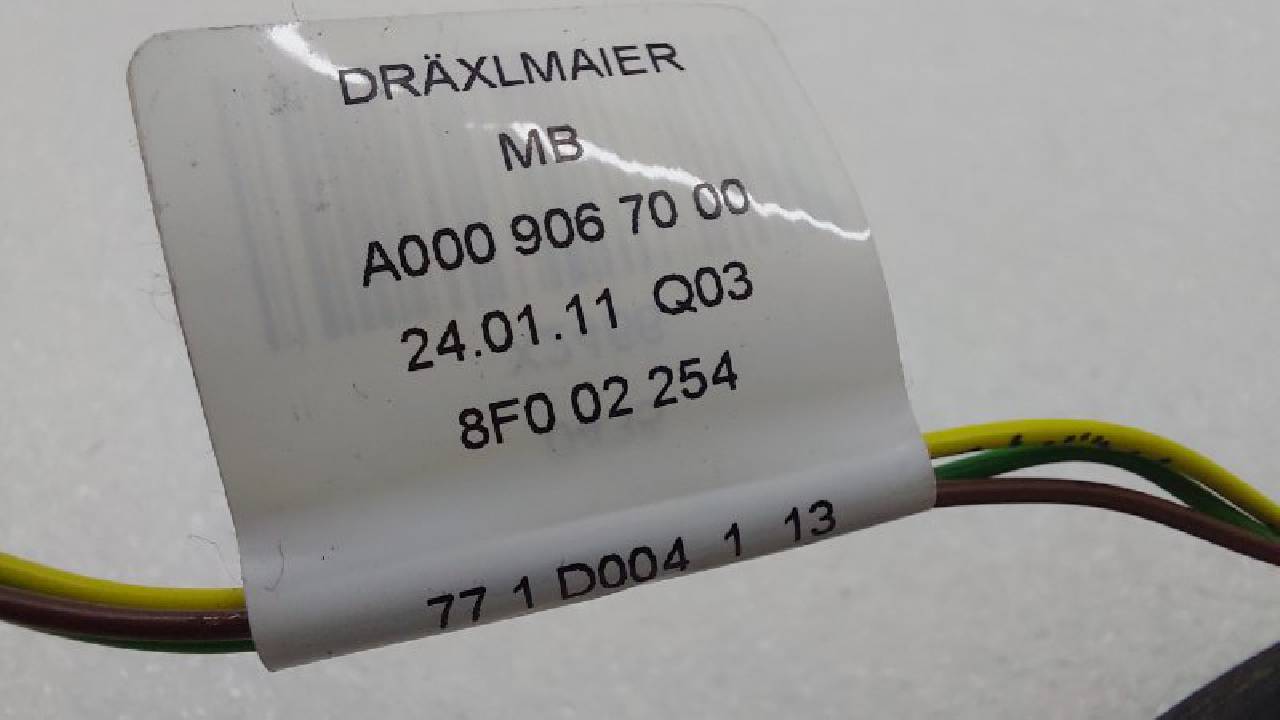 DRÄXLMAIER
MB
A000 906 70 00
24.01.11 Q03
8F0 02 254
77 1 D004 1 13